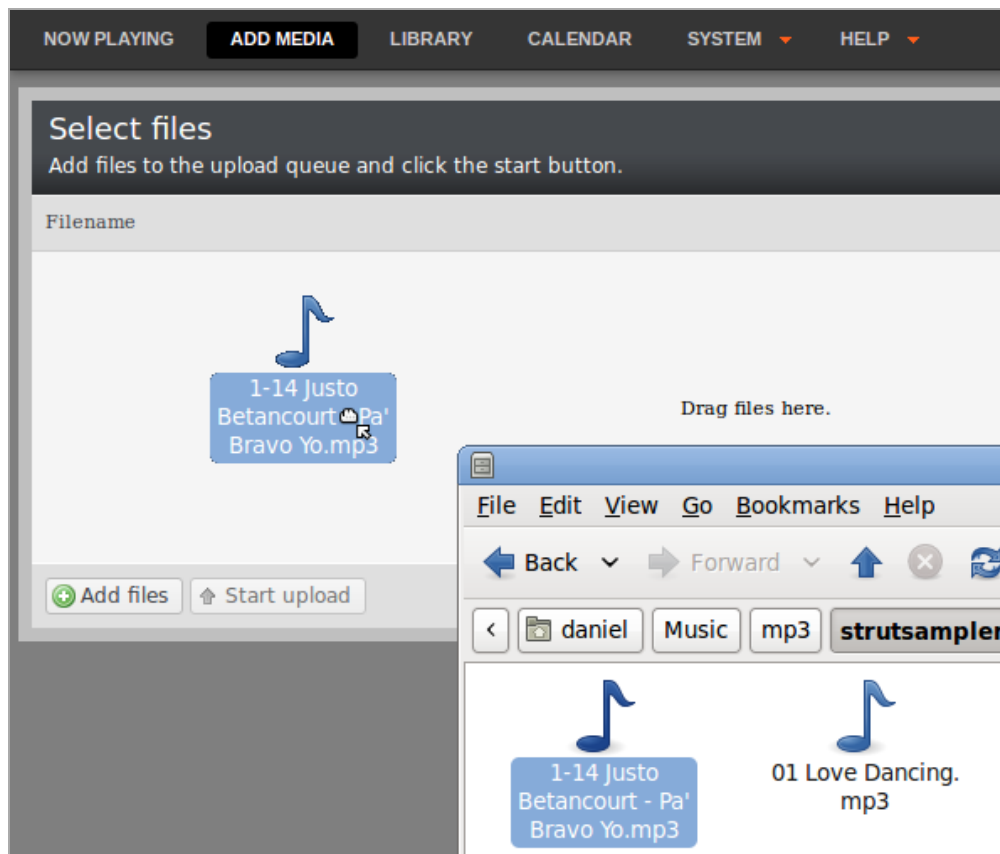 NOW PLAYING ADD MEDIA LIBRARY CALENDAR SYSTEM HELP
Select files
Add files to the upload queue and click the start button.
Filename
1-14 Justo
Betancourt - Pa'
Bravo Yo.mp3
Drag files here.
Add files Start upload
File Edit View Go Bookmarks Help
Back Forward
daniel Music mp3 strutsampler
1-14 Justo
Betancourt - Pa'
Bravo Yo.mp3
01 Love Dancing.
mp3